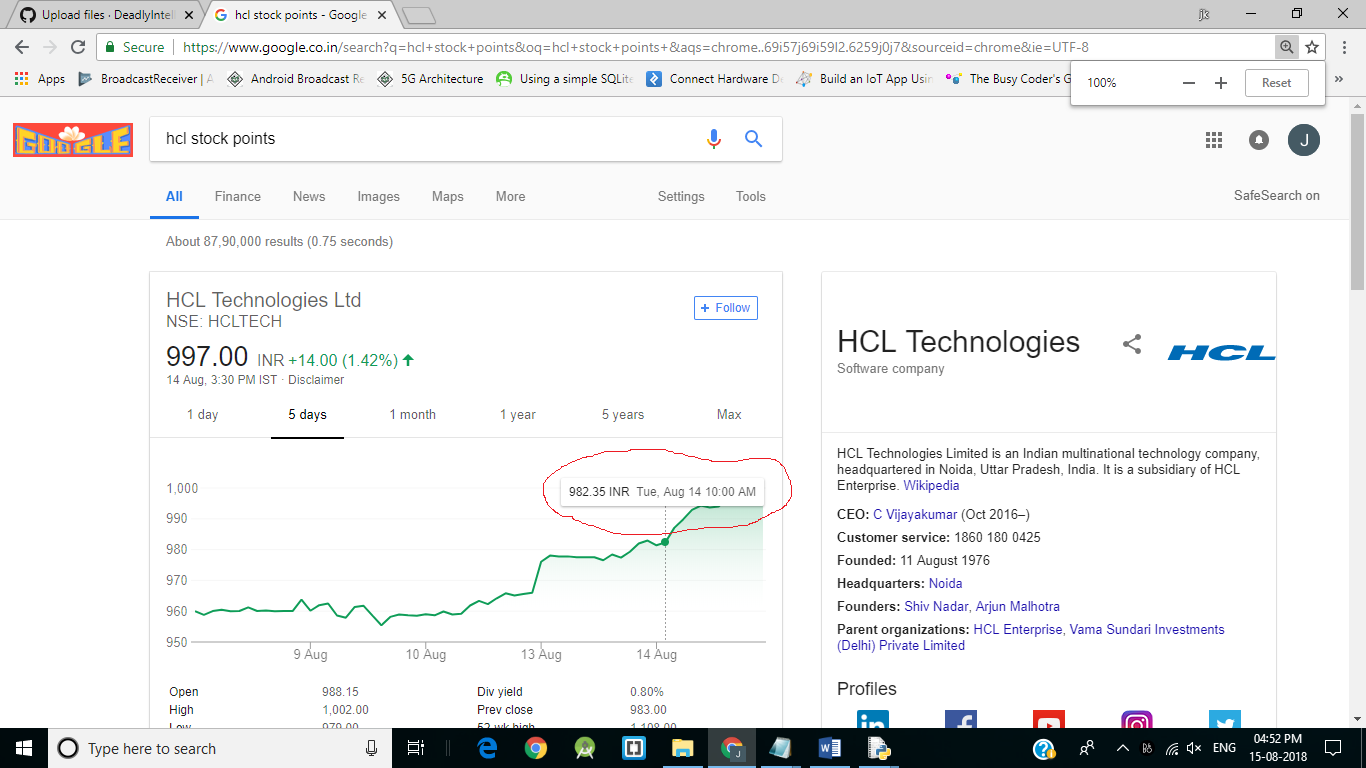 Upload files · DeadlyIntel
hcl stock points - Google
Secure
https://www.google.co.in/search?q=hcl+stock+points&oq=hcl+stock+points+&aqs=chrome..69i57j69i59l2.6259j0j7&sourceid=chrome&ie=UTF-8
Apps
BroadcastReceiver | A
Android Broadcast Re
5G Architecture
Using a simple SQLite
Connect Hardware De
Build an IoT App Using
The Busy Coder's G
»
100%
Reset
GOOGLE
hcl stock points
J
All
Finance
News
Images
Maps
More
Settings
Tools
SafeSearch on
About 87,90,000 results (0.75 seconds)
HCL Technologies Ltd
NSE: HCLTECH
+ Follow
997.00 INR +14.00 (1.42%)
14 Aug, 3:30 PM IST · Disclaimer
1 day
5 days
1 month
1 year
5 years
Max
982.35 INR Tue, Aug 14 10:00 AM
1,000
990
980
970
960
950
9 Aug
10 Aug
13 Aug
14 Aug
Open 988.15 Div yield 0.80%
High 1,002.00 Prev close 983.00
Low 979.00 52-wk high 1,108.00
HCL Technologies
Software company
HCL
HCL Technologies Limited is an Indian multinational technology company,
headquartered in Noida, Uttar Pradesh, India. It is a subsidiary of HCL
Enterprise. Wikipedia
CEO: C Vijayakumar (Oct 2016–)
Customer service: 1860 180 0425
Founded: 11 August 1976
Headquarters: Noida
Founders: Shiv Nadar, Arjun Malhotra
Parent organizations: HCL Enterprise, Vama Sundari Investments
(Delhi) Private Limited
Profiles
Type here to search
ENG
04:52 PM
15-08-2018